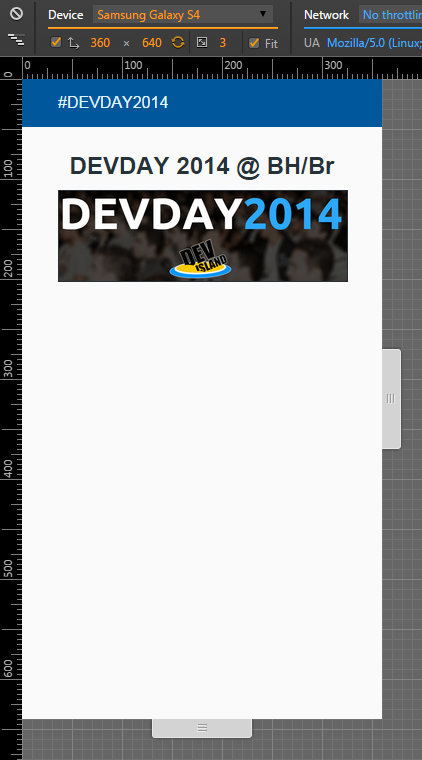 Device Samsung Galaxy S4 ▼ Network No throttlin
360 × 640 3 Fit UA Mozilla/5.0 (Linux;
0 100 200 300
0
100
200
300
400
500
600
#DEVDAY2014
DEVDAY 2014 @ BH/Br
DEVDAY2014
DEV
ISLAND